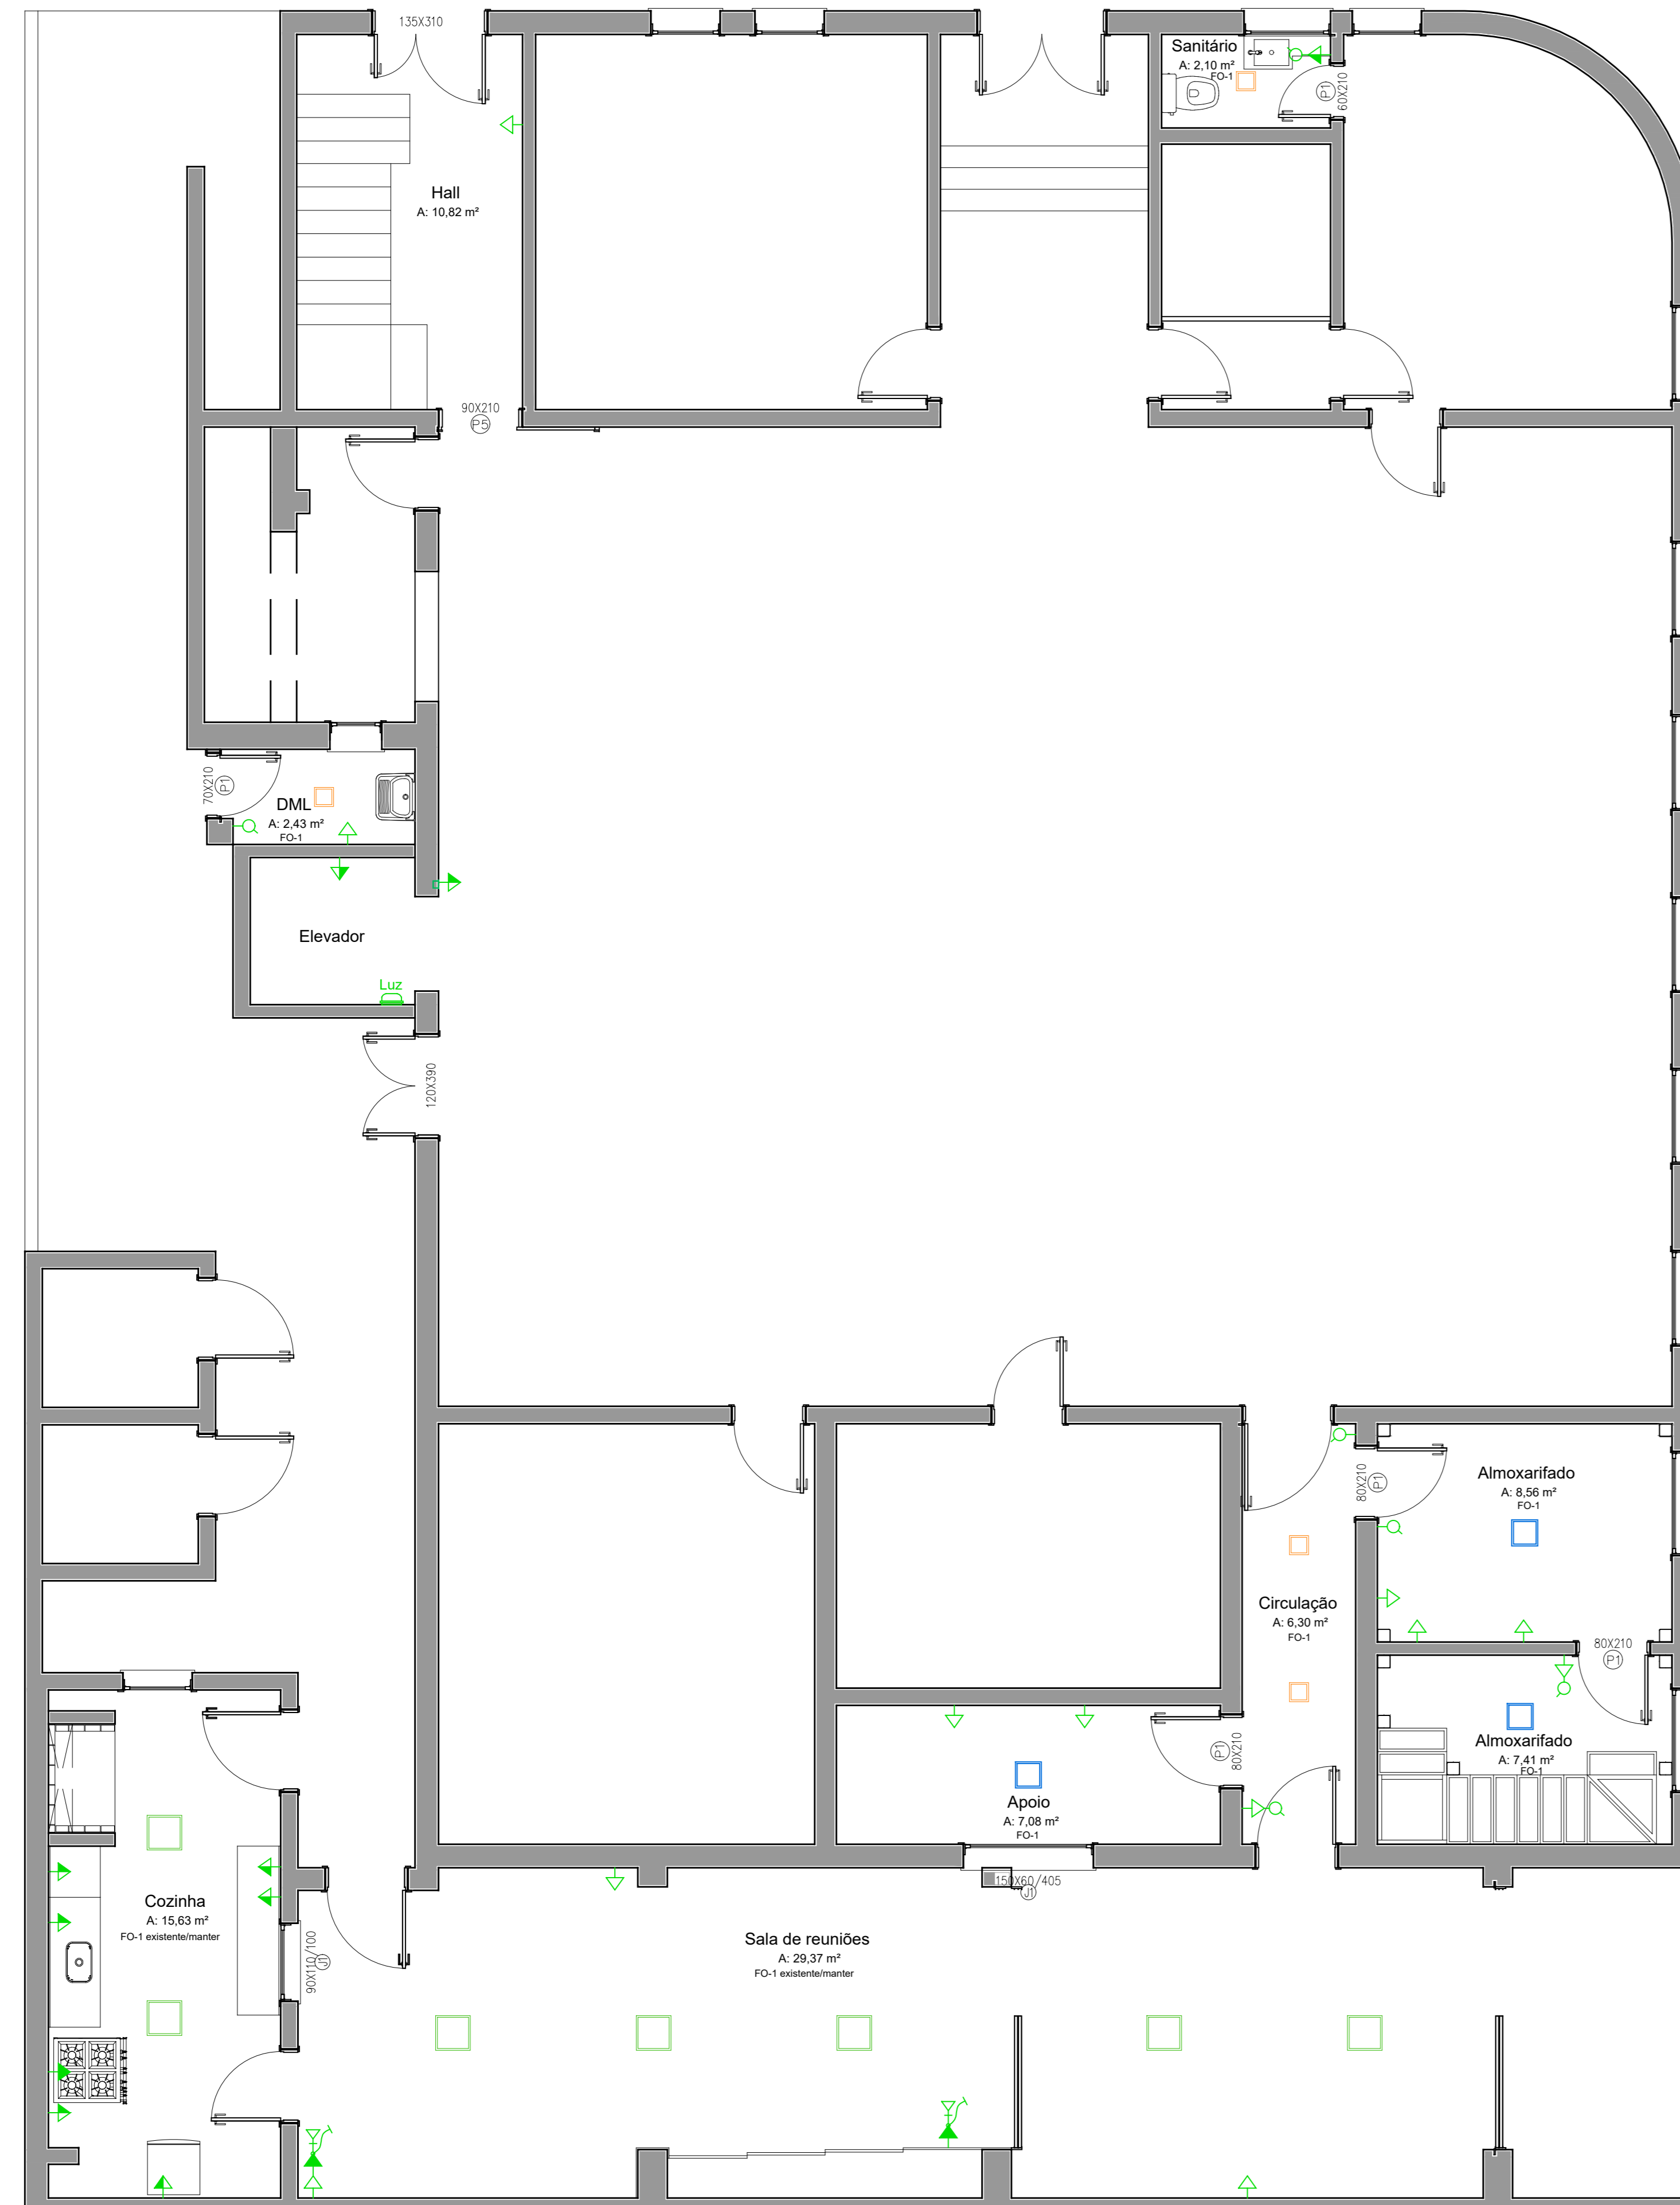 135X310
Sanitário
A: 2,10 m²
FO-1
P1
60X210
Hall
A: 10,82 m²
90X210
P5
70X210
P1
DML
A: 2,43 m²
FO-1
Elevador
Luz
120X390
80X210
P1
Almoxarifado
A: 8,56 m²
FO-1
Circulação
A: 6,30 m²
FO-1
80X210
P1
Almoxarifado
A: 7,41 m²
FO-1
P1
80X210
Apoio
A: 7,08 m²
FO-1
150X60/405
J1
Cozinha
A: 15,63 m²
FO-1 existente/manter
90X110/100
J1
Sala de reuniões
A: 29,37 m²
FO-1 existente/manter